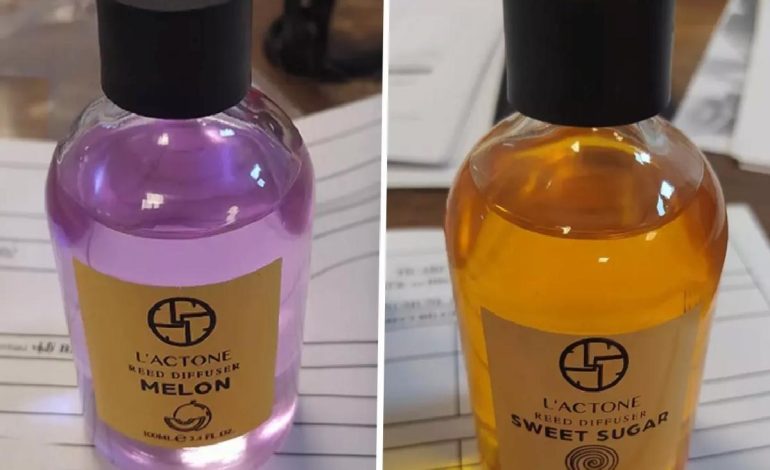 L'ACTONE
REED DIFFUSER
MELON
100ML℮3.4 FL. OZ.
L'ACTONE
REED DIFFUSER
SWEET SUGAR